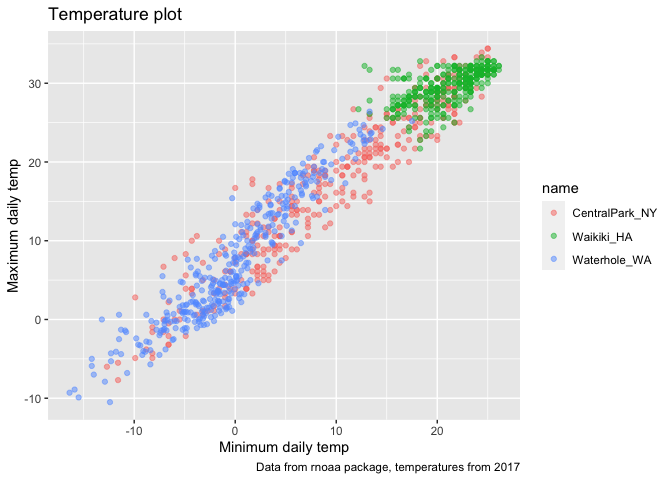 Temperature plot
Maximum daily temp
30
20
10
0
-10
-10
0
10
20
Minimum daily temp
name
CentralPark_NY
Waikiki_HA
Waterhole_WA
Data from rnoaa package, temperatures from 2017